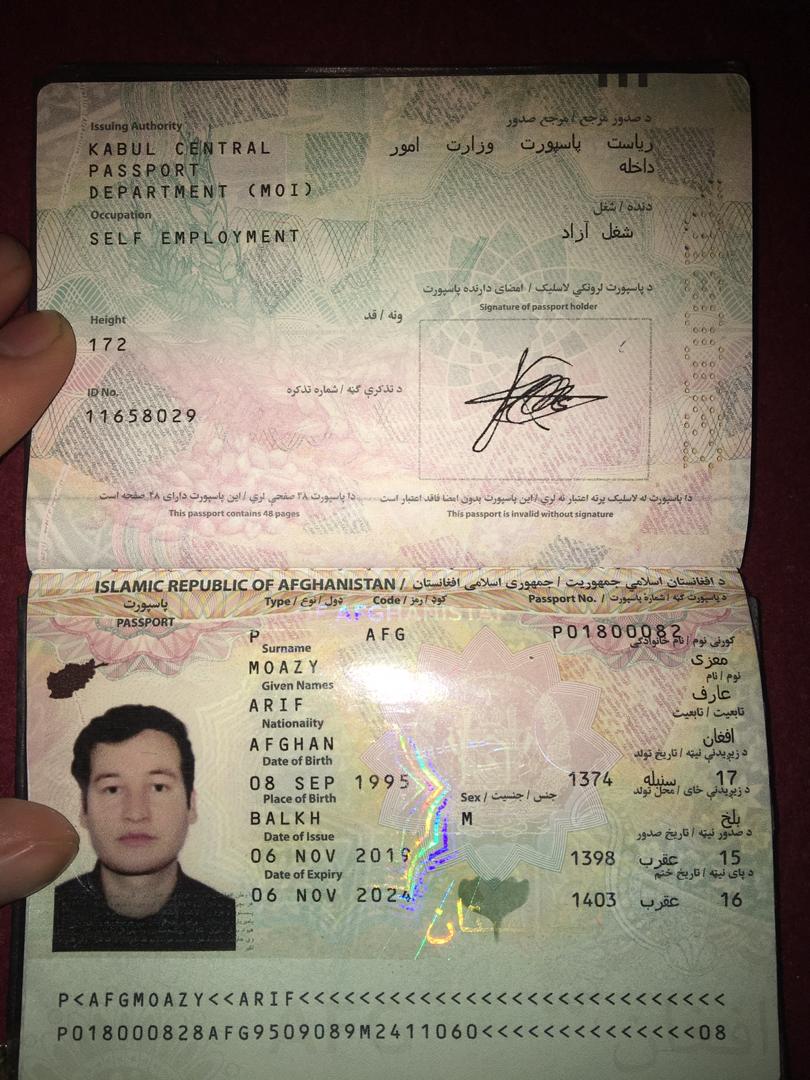 Issuing Authority د صدور مرجع / مرجع صدور
KABUL CENTRAL ریاست پاسپورت وزارت امور
PASSPORT داخله
DEPARTMENT (MOI)
Occupation دنده / شغل
SELF EMPLOYMENT شغل آزاد
د پاسپورت لرونکي لاسلیک / امضای دارنده پاسپورت
Signature of passport holder
Height ونه / قد
172
ID No. د تذکرې ګڼه / شماره تذکره
11658029
دا پاسپورت ۴۸ صفحې لري / این پاسپورت دارای ۴۸ صفحه است
This passport contains 48 pages
دا پاسپورت له لاسلیک پرته اعتبار نه لري / این پاسپورت بدون امضا فاقد اعتبار است
This passport is invalid without signature
ISLAMIC REPUBLIC OF AFGHANISTAN / د افغانستان اسلامي جمهوریت / جمهوری اسلامی افغانستان
پاسپورت Type / ډول / نوع Code / کوډ / رمز Passport No. / د پاسپورت ګڼه / شماره پاسپورت
PASSPORT
P AFG P01800082
Surname کورنی نوم / نام خانوادگی
MOAZY معزی
Given Names نوم / نام
ARIF عارف
Nationality تابعیت / تابعیت
AFGHAN افغان
Date of Birth د زیږیدنې نیټه / تاریخ تولد
08 SEP 1995 17 سنبله 1374
Place of Birth Sex / جنسیت / جنس د زیږیدنې ځای / محل تولد
BALKH M بلخ
Date of Issue د صدور نیټه / تاریخ صدور
06 NOV 2019 15 عقرب 1398
Date of Expiry د پای نیټه / تاریخ ختم
06 NOV 2024 16 عقرب 1403
P<AFGMOAZY<<ARIF<<<<<<<<<<<<<<<<<<<<<<<<<<<<
P018000828AFG9509089M2411060<<<<<<<<<<<<<<08